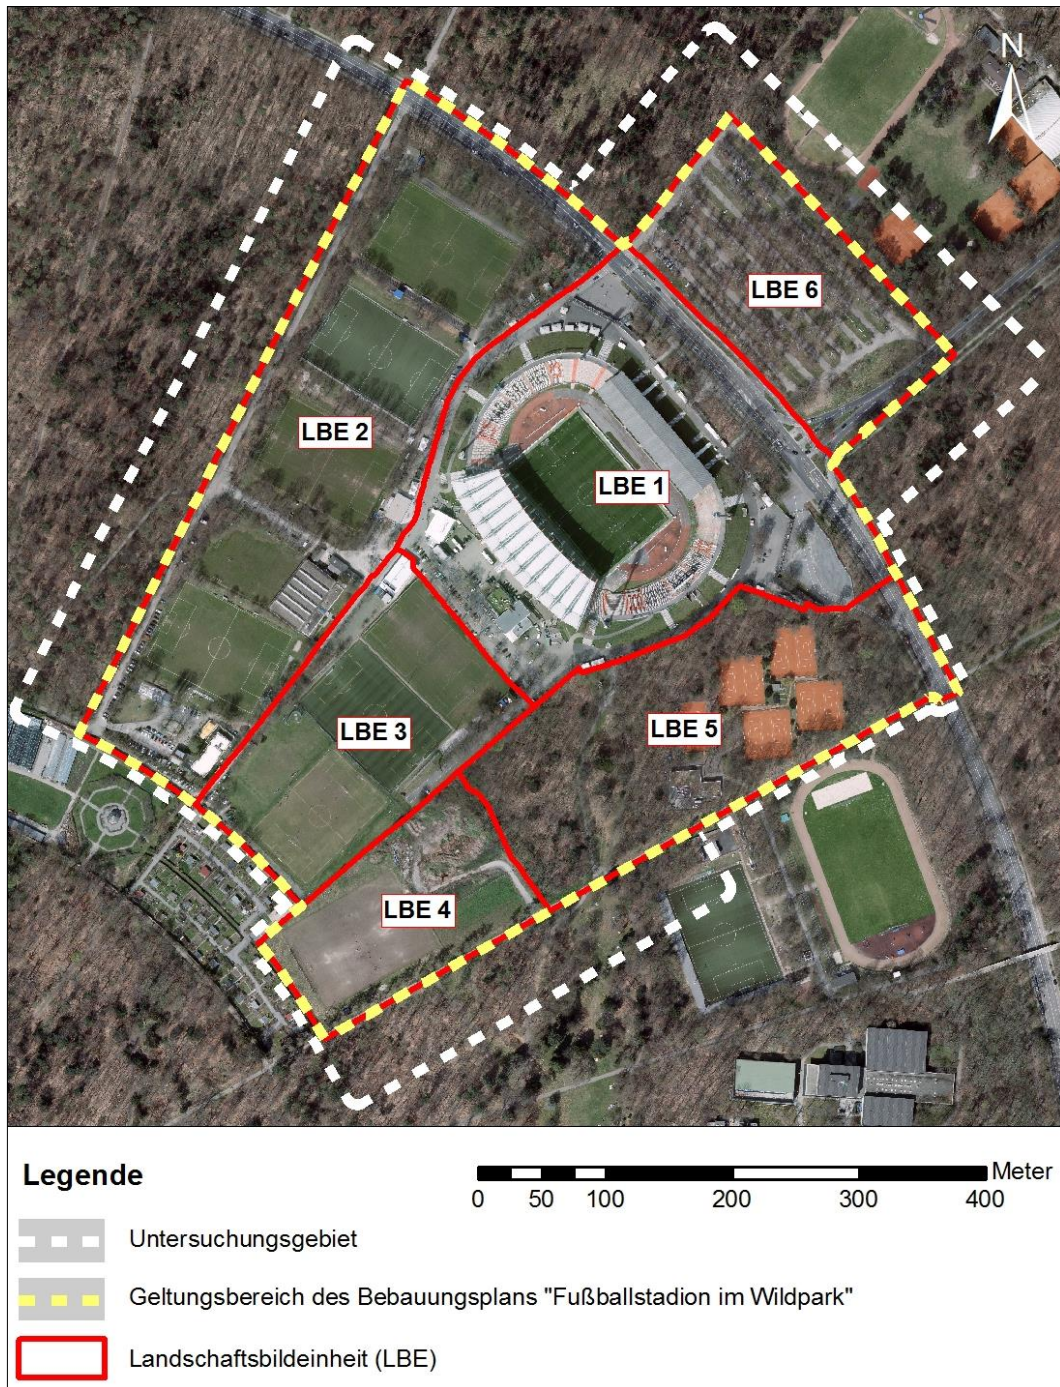 N
LBE 6
LBE 2
LBE 1
LBE 3
LBE 5
LBE 4
Legende
Meter
0 50 100 200 300 400
Untersuchungsgebiet
Geltungsbereich des Bebauungsplans "Fußballstadion im Wildpark"
Landschaftsbildeinheit (LBE)